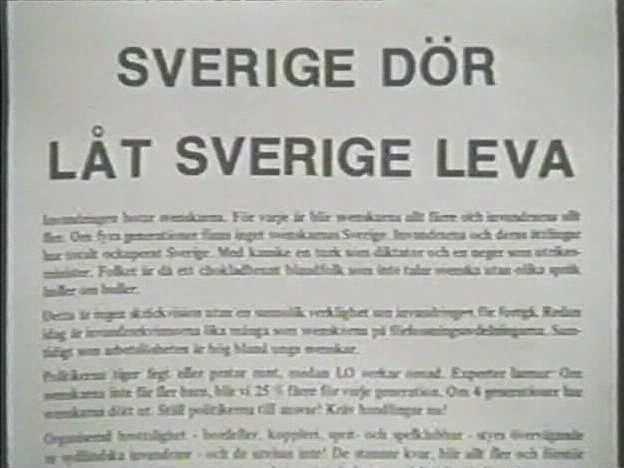 SVERIGE DÖR
LÅT SVERIGE LEVA
Invandringen hotar svenskarna. För varje år blir svenskarna allt färre och invandrarna allt
fler. Om fyra generationer finns inget svenskarnas Sverige. Invandrarna och deras ättlingar
har totalt ockuperat Sverige. Med kanske en turk som diktator och en neger som utrikes-
minister. Folket är då ett chokladbrunt blandfolk som inte talar svenska utan olika språk
huller om buller.
Detta är ingen skräckvision utan en sannolik verklighet om invandringen får fortgå. Redan
idag är invandrarkvinnorna lika många som svenskorna på förlossningsavdelningarna. Sam-
tidigt som arbetslösheten är hög bland unga svenskar.
Politikerna tiger fegt eller pratar runt, medan LO verkar omad. Experter Om
svenskarna inte får fler barn, blir vi 25 % färre för varje generation. Om 4 generationer har
svenskarna dött ut. Ställ politikerna till ansvar! Kräv handlingar nu!
Organiserad brottslighet - bordeller, koppleri, sprit- och spelklubbar - styrs övervägande
av sydländska invandrare - och de utvisas inte! De stannar kvar, blir allt fler och förstör